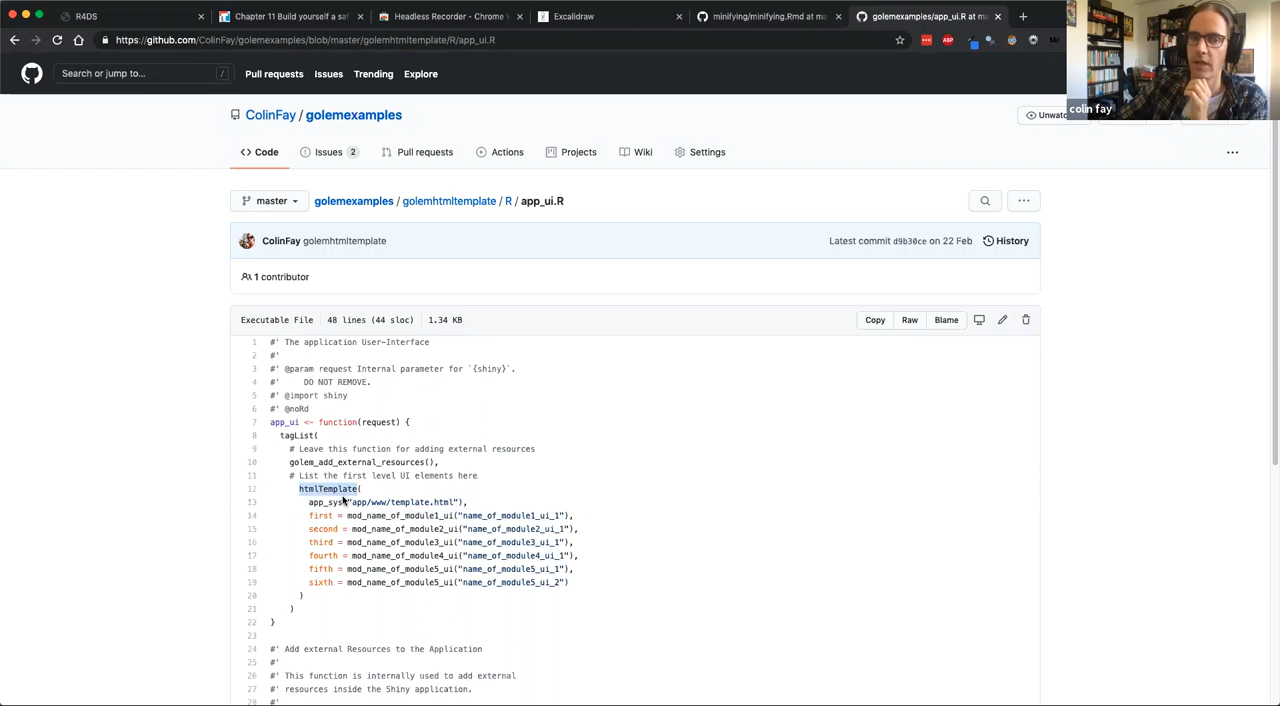 R4DS
Chapter 11 Build yourself a saf
Headless Recorder - Chrome W
Excalidraw
minifying/minifying.Rmd at ma
golemexamples/app_ui.R at ma
https://github.com/ColinFay/golemexamples/blob/master/golemhtmltemplate/R/app_ui.R
ABP
colin fay
Search or jump to...
/
Pull requests
Issues
Trending
Explore
ColinFay / golemexamples
Unwatc
Code
Issues 2
Pull requests
Actions
Projects
Wiki
Settings
master
golemexamples / golemhtmltemplate / R / app_ui.R
ColinFay golemhtmltemplate
Latest commit d9b30ce on 22 Feb
History
1 contributor
Executable File
48 lines (44 sloc)
1.34 KB
Copy
Raw
Blame
1 #' The application User-Interface
2 #'
3 #' @param request Internal parameter for `{shiny}`.
4 #' DO NOT REMOVE.
5 #' @import shiny
6 #' @noRd
7 app_ui <- function(request) {
8 tagList(
9 # Leave this function for adding external resources
10 golem_add_external_resources(),
11 # List the first level UI elements here
12 htmlTemplate(
13 app_sys("app/www/template.html"),
14 first = mod_name_of_module1_ui("name_of_module1_ui_1"),
15 second = mod_name_of_module2_ui("name_of_module2_ui_1"),
16 third = mod_name_of_module3_ui("name_of_module3_ui_1"),
17 fourth = mod_name_of_module4_ui("name_of_module4_ui_1"),
18 fifth = mod_name_of_module5_ui("name_of_module5_ui_1"),
19 sixth = mod_name_of_module5_ui("name_of_module5_ui_2")
20 )
21 )
22 }
23
24 #' Add external Resources to the Application
25 #'
26 #' This function is internally used to add external
27 #' resources inside the Shiny application.
28 #'